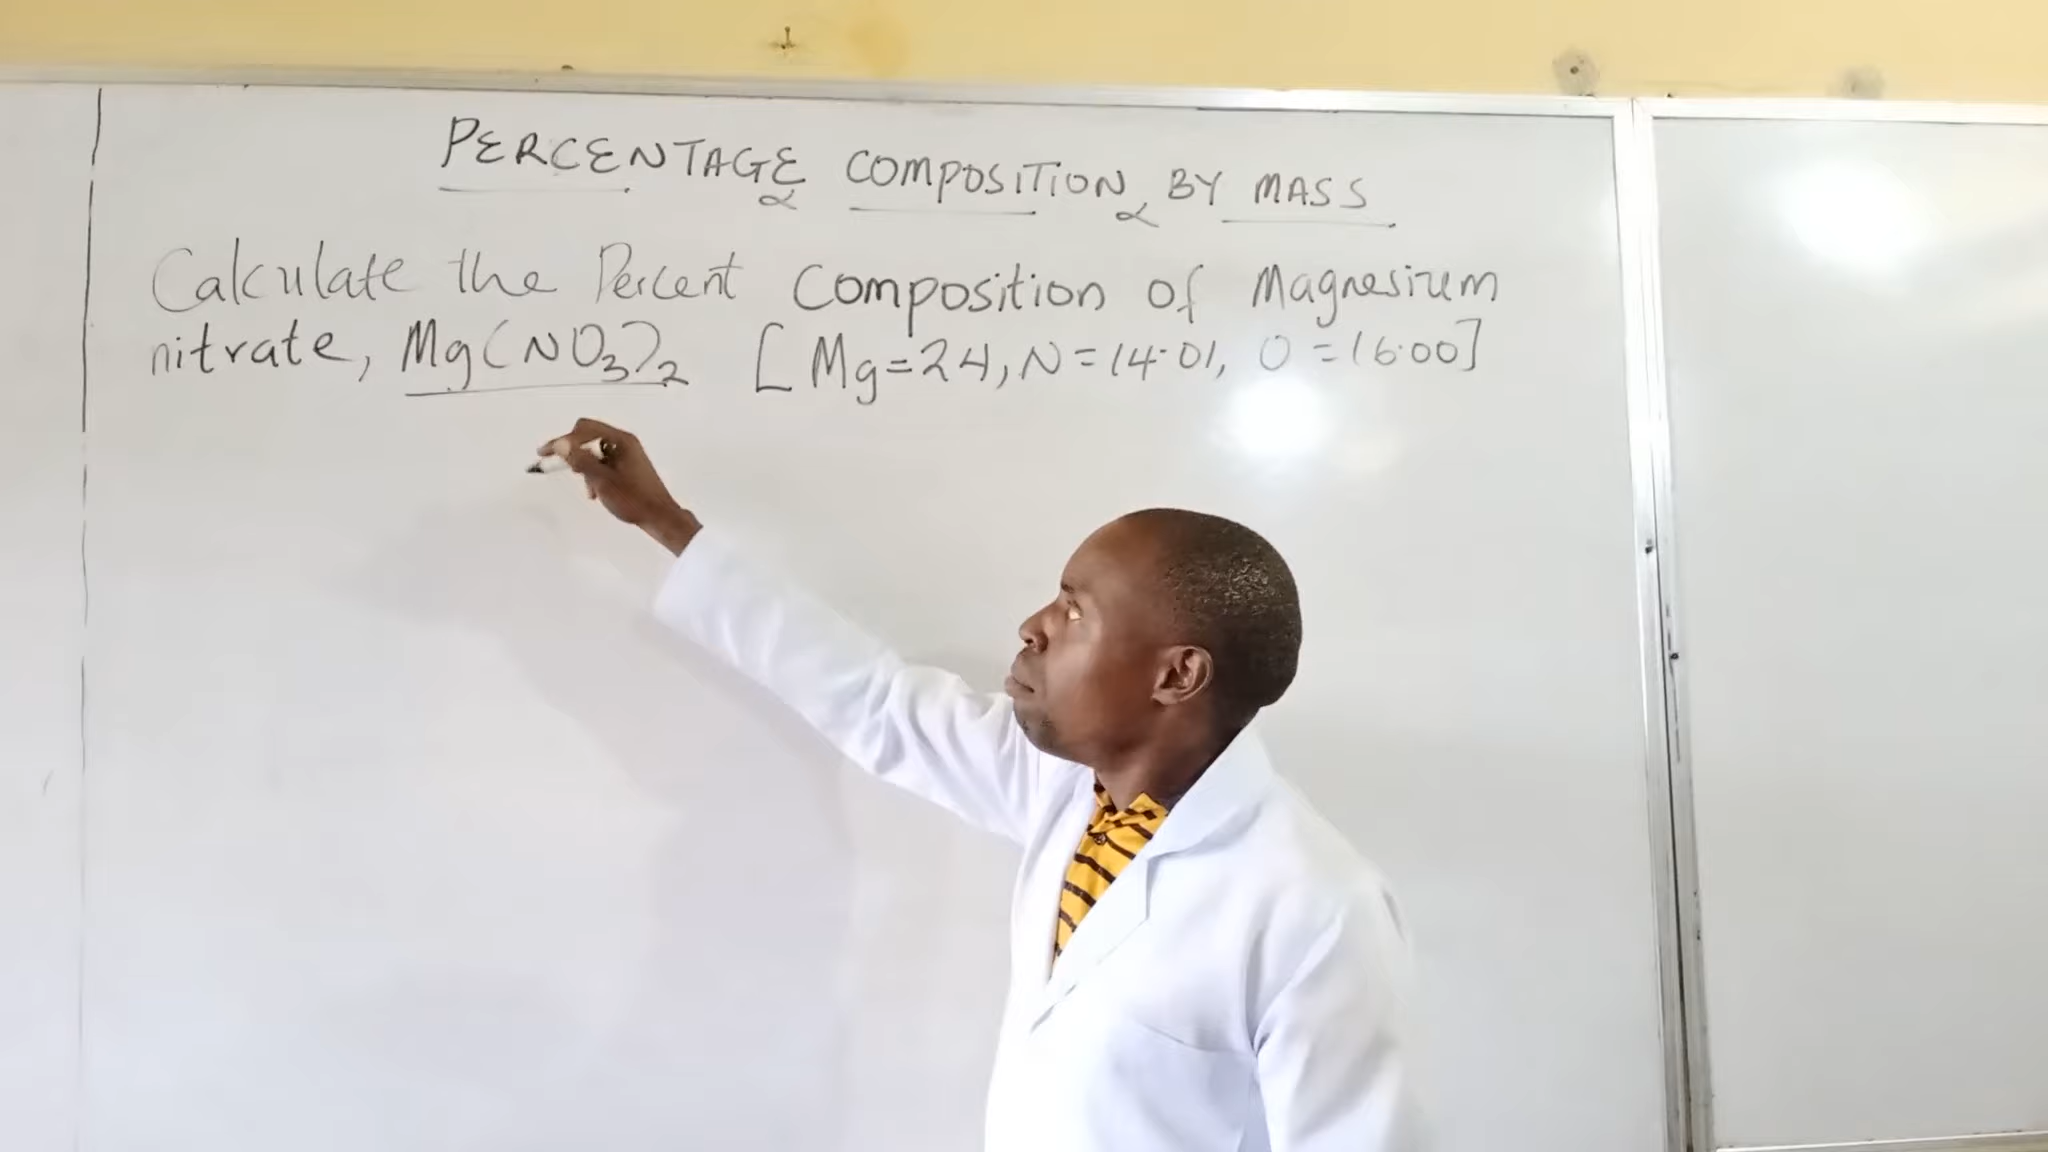 PERCENTAGE COMPOSITION BY MASS
Calculate the Percent Composition of Magnesium
nitrate, Mg(NO₃)₂ [Mg=24, N=14.01, O=16.00]